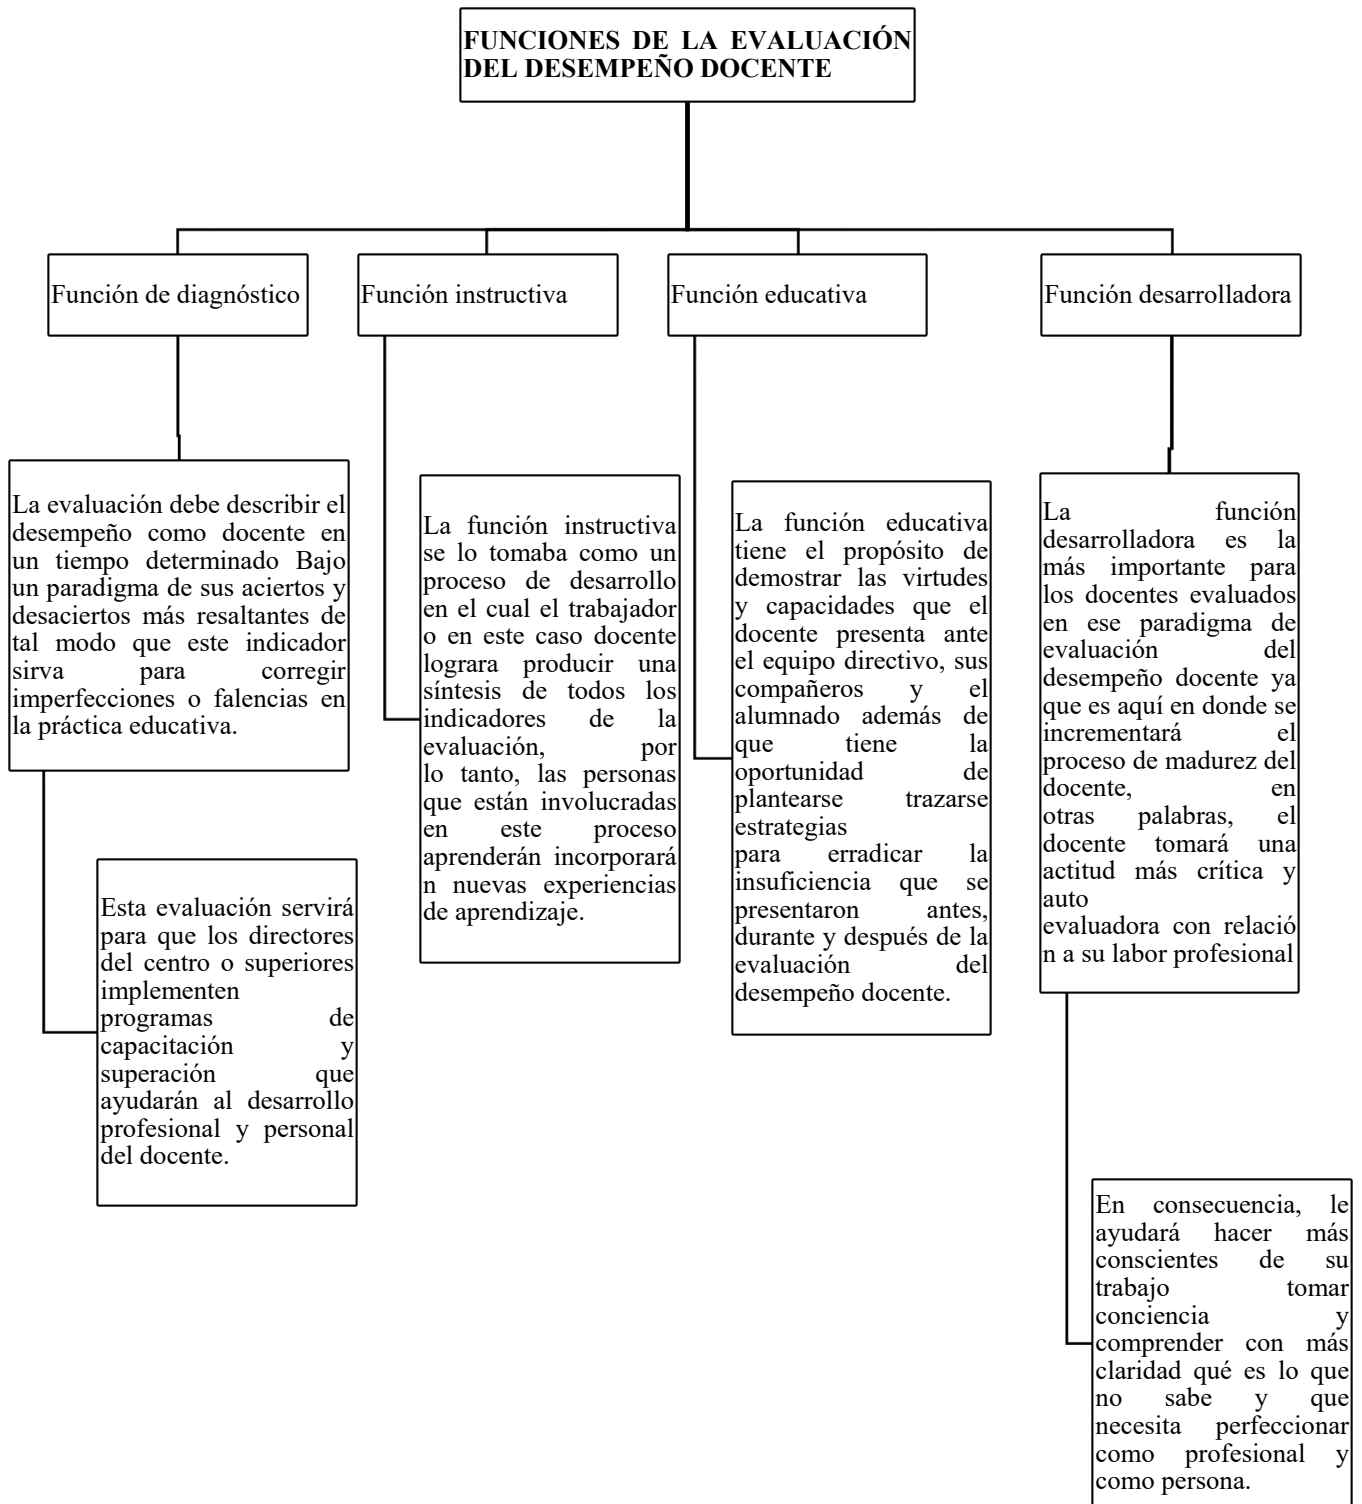 FUNCIONES DE LA EVALUACIÓN
DEL DESEMPEÑO DOCENTE
Función de diagnóstico
Función instructiva
Función educativa
Función desarrolladora
La evaluación debe describir el
desempeño como docente en
un tiempo determinado Bajo
un paradigma de sus aciertos y
desaciertos más resaltantes de
tal modo que este indicador
sirva para corregir
imperfecciones o falencias en
la práctica educativa.
Esta evaluación servirá
para que los directores
del centro o superiores
implementen
programas de
capacitación y
superación que
ayudarán al desarrollo
profesional y personal
del docente.
La función instructiva
se lo tomaba como un
proceso de desarrollo
en el cual el trabajador
o en este caso docente
lograra producir una
síntesis de todos los
indicadores de la
evaluación, por
lo tanto, las personas
que están involucradas
en este proceso
aprenderán incorporará
n nuevas experiencias
de aprendizaje.
La función educativa
tiene el propósito de
demostrar las virtudes
y capacidades que el
docente presenta ante
el equipo directivo, sus
compañeros y el
alumnado además de
que tiene la
oportunidad de
plantearse trazarse
estrategias
para erradicar la
insuficiencia que se
presentaron antes,
durante y después de la
evaluación del
desempeño docente.
La función
desarrolladora es la
más importante para
los docentes evaluados
en ese paradigma de
evaluación del
desempeño docente ya
que es aquí en donde se
incrementará el
proceso de madurez del
docente, en
otras palabras, el
docente tomará una
actitud más crítica y
auto
evaluadora con relació
n a su labor profesional
En consecuencia, le
ayudará hacer más
conscientes de su
trabajo tomar
conciencia y
comprender con más
claridad qué es lo que
no sabe y que
necesita perfeccionar
como profesional y
como persona.